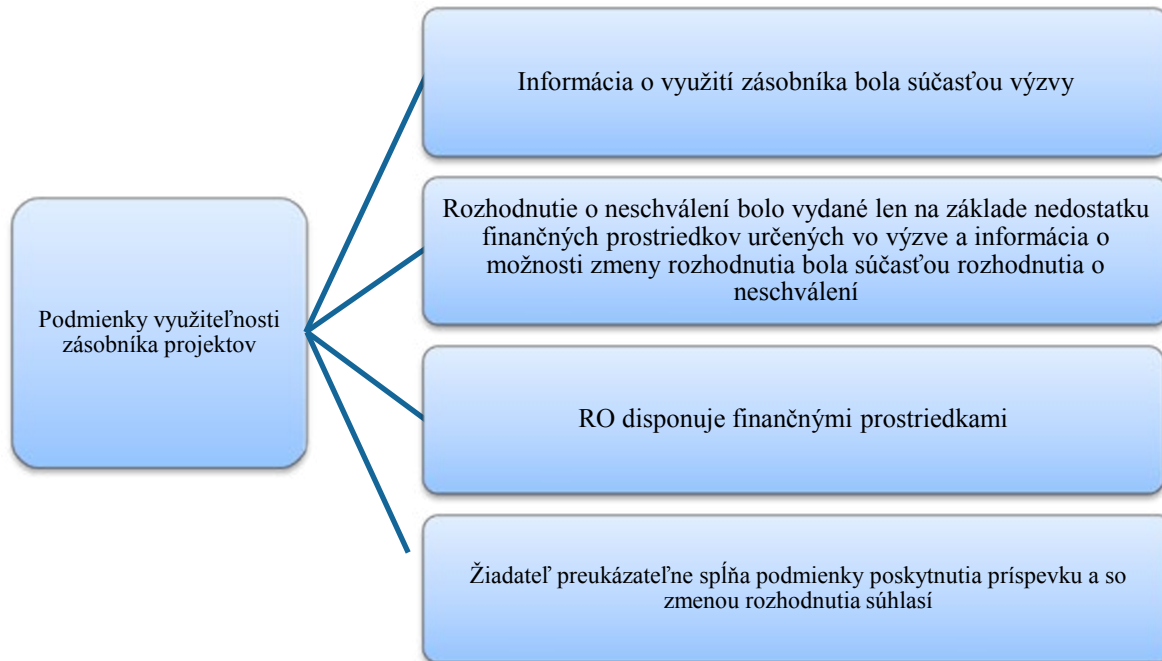 Informácia o využití zásobníka bola súčasťou výzvy
Rozhodnutie o neschválení bolo vydané len na základe nedostatku
finančných prostriedkov určených vo výzve a informácia o
možnosti zmeny rozhodnutia bola súčasťou rozhodnutia o
neschválení
Podmienky využiteľnosti
zásobníka projektov
RO disponuje finančnými prostriedkami
Žiadateľ preukázateľne spĺňa podmienky poskytnutia príspevku a so
zmenou rozhodnutia súhlasí